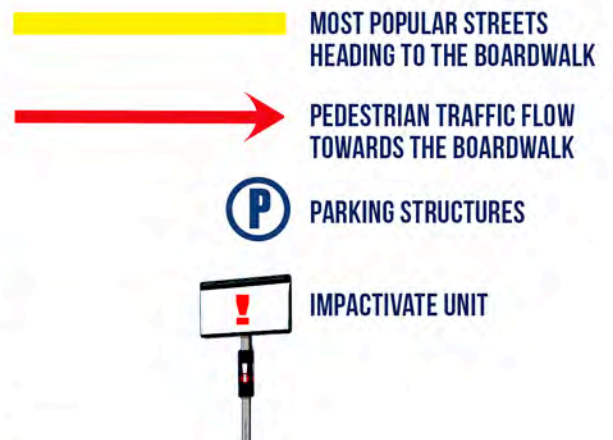 MOST POPULAR STREETS
HEADING TO THE BOARDWALK
PEDESTRIAN TRAFFIC FLOW
TOWARDS THE BOARDWALK
P PARKING STRUCTURES
! IMPACTIVATE UNIT
!